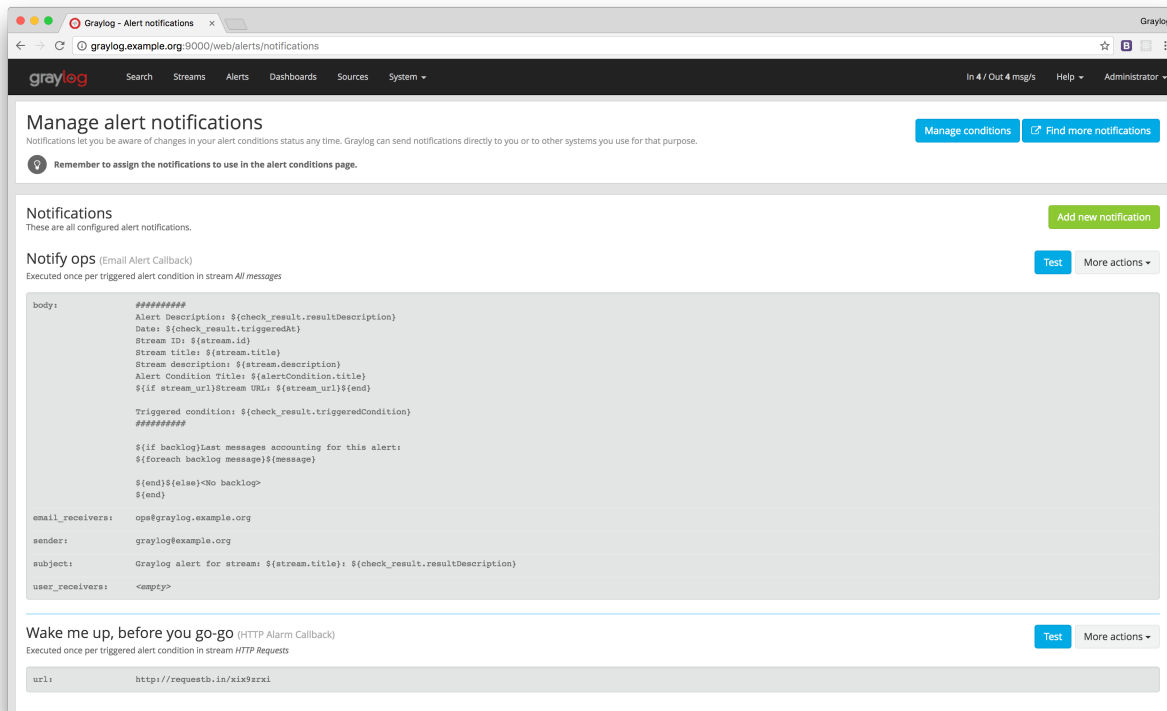 Graylog - Alert notifications ×
Graylo
graylog.example.org:9000/web/alerts/notifications
B
graylog Search Streams Alerts Dashboards Sources System In 4 / Out 4 msg/s Help Administrator
Manage alert notifications
Notifications let you be aware of changes in your alert conditions status any time. Graylog can send notifications directly to you or to other systems you use for that purpose.
Manage conditions Find more notifications
Remember to assign the notifications to use in the alert conditions page.
Notifications
These are all configured alert notifications.
Add new notification
Notify ops (Email Alert Callback)
Executed once per triggered alert condition in stream All messages
Test More actions
body: ##########
Alert Description: ${check_result.resultDescription}
Date: ${check_result.triggeredAt}
Stream ID: ${stream.id}
Stream title: ${stream.title}
Stream description: ${stream.description}
Alert Condition Title: ${alertCondition.title}
${if stream_url}Stream URL: ${stream_url}${end}
Triggered condition: ${check_result.triggeredCondition}
##########
${if backlog}Last messages accounting for this alert:
${foreach backlog message}${message}
${end}${else}<No backlog>
${end}
email_receivers: ops@graylog.example.org
sender: graylog@example.org
subject: Graylog alert for stream: ${stream.title}: ${check_result.resultDescription}
user_receivers: <empty>
Wake me up, before you go-go (HTTP Alarm Callback)
Executed once per triggered alert condition in stream HTTP Requests
Test More actions
url: http://requestb.in/xix9zrxi